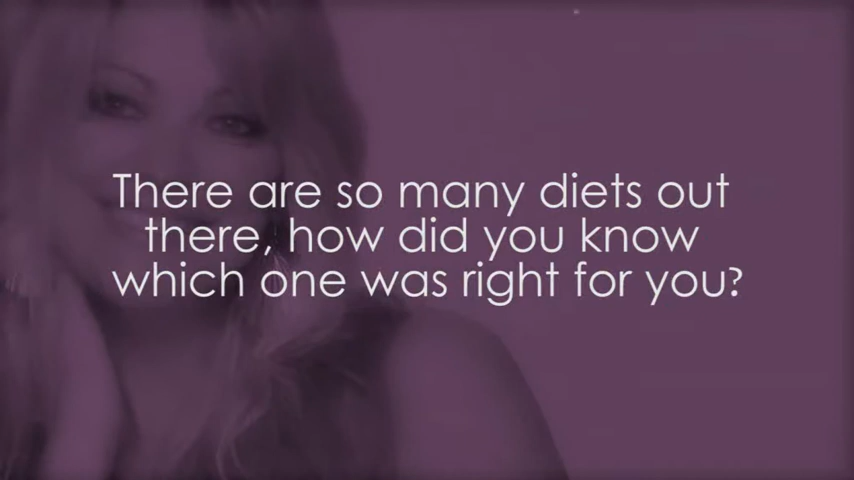 There are so many diets out
there, how did you know
which one was right for you?